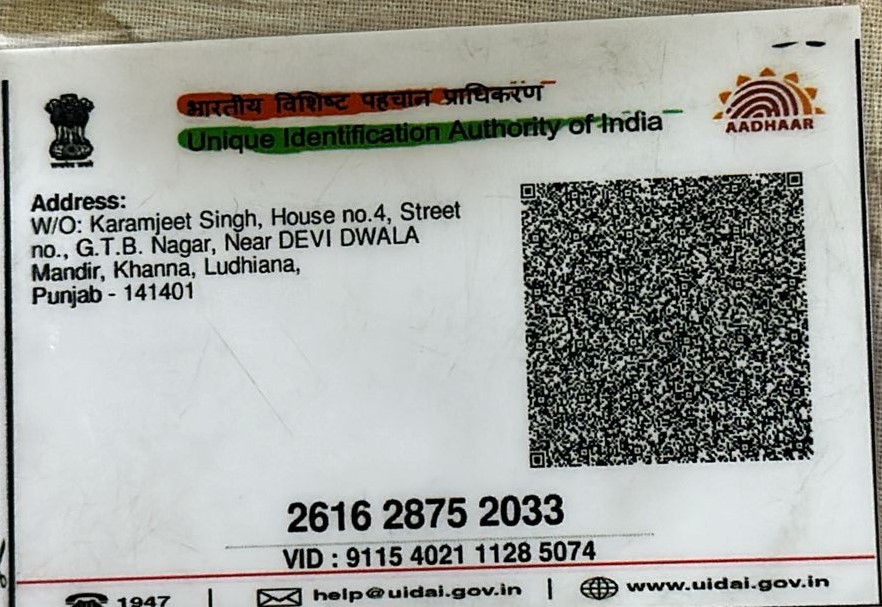 भारतीय विशिष्ट पहचान प्राधिकरण
Unique Identification Authority of India
AADHAAR
Address:
W/O: Karamjeet Singh, House no.4, Street
no., G.T.B. Nagar, Near DEVI DWALA
Mandir, Khanna, Ludhiana,
Punjab - 141401
2616 2875 2033
VID : 9115 4021 1128 5074
1947 | help@uidai.gov.in | www.uidai.gov.in